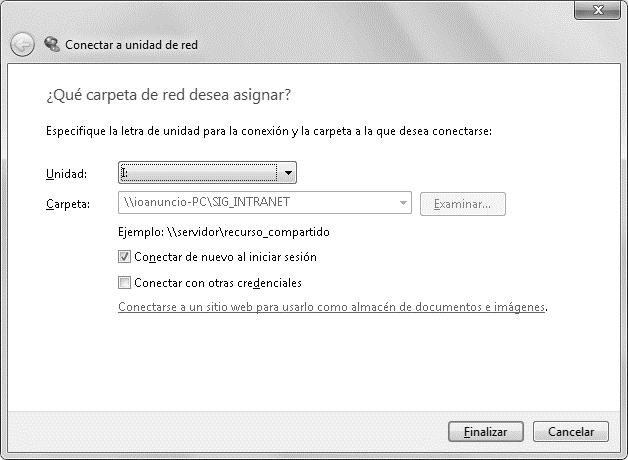 Conectar a unidad de red
¿Qué carpeta de red desea asignar?
Especifique la letra de unidad para la conexión y la carpeta a la que desea conectarse:
Unidad: I:
Carpeta: \\ioanuncio-PC\SIG_INTRANET Examinar...
Ejemplo: \\servidor\recurso_compartido
Conectar de nuevo al iniciar sesión
Conectar con otras credenciales
Conectarse a un sitio web para usarlo como almacén de documentos e imágenes.
Finalizar Cancelar